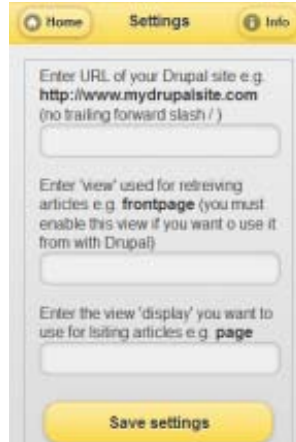 Home Settings Info
Enter URL of your Drupal site e.g.
http://www.mydrupalsite.com
(no trailing forward slash / )
Enter 'view' used for retreiving
articles e.g. frontpage (you must
enable this view if you want o use it
from with Drupal)
Enter the view 'display' you want to
use for lsiting articles e.g. page
Save settings